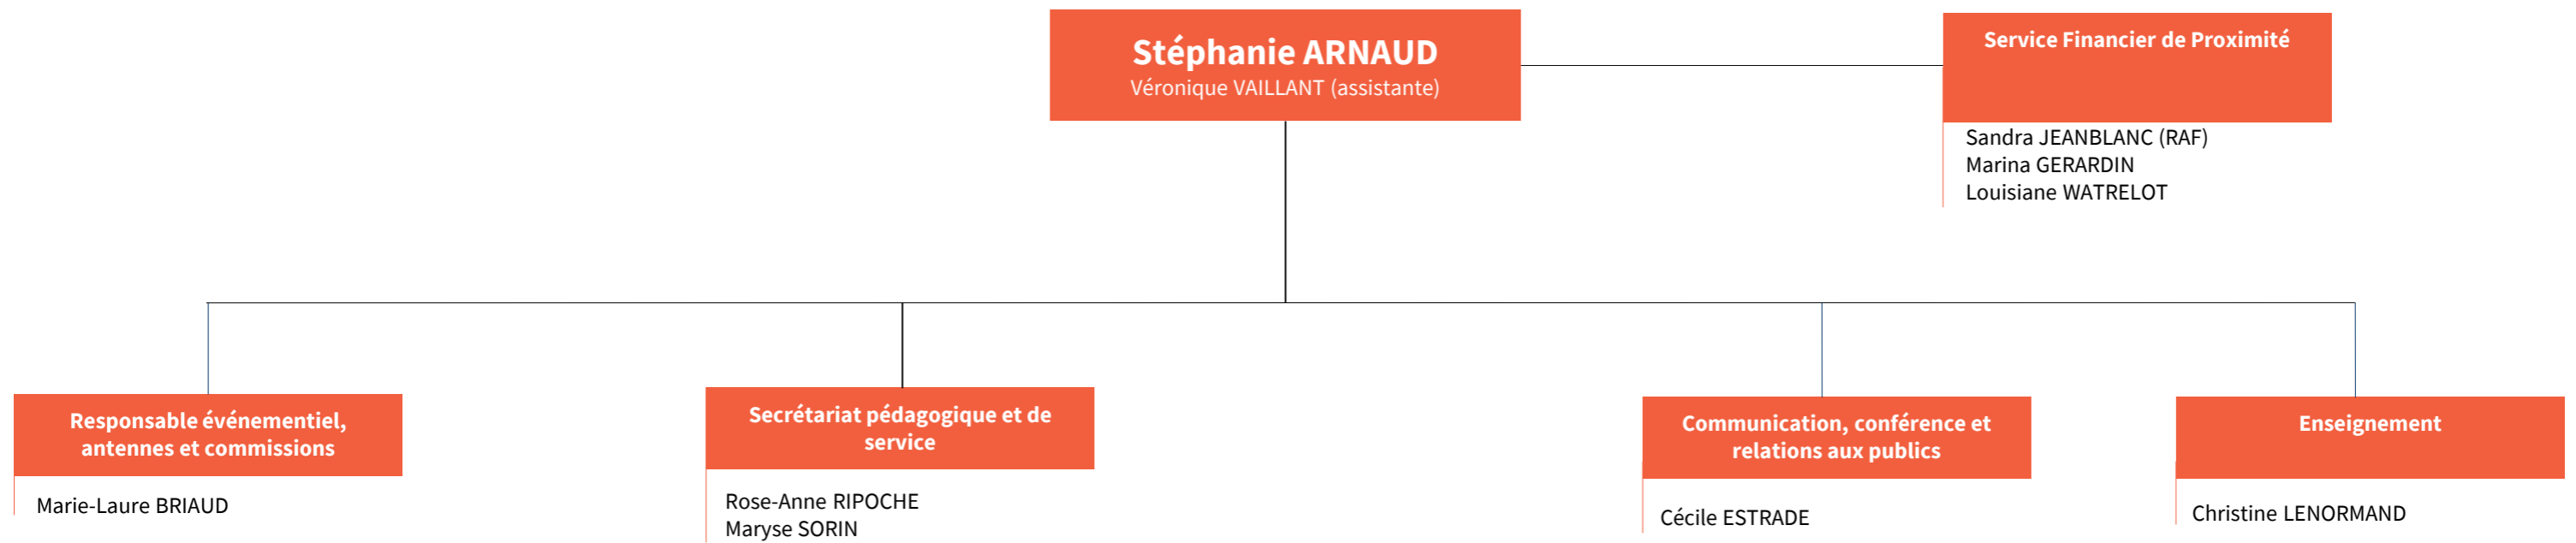 Stéphanie ARNAUD
Véronique VAILLANT (assistante)
Service Financier de Proximité
Sandra JEANBLANC (RAF)
Marina GERARDIN
Louisiane WATRELOT
Responsable événementiel,
antennes et commissions
Marie-Laure BRIAUD
Secrétariat pédagogique et de
service
Rose-Anne RIPOCHE
Maryse SORIN
Communication, conférence et
relations aux publics
Cécile ESTRADE
Enseignement
Christine LENORMAND